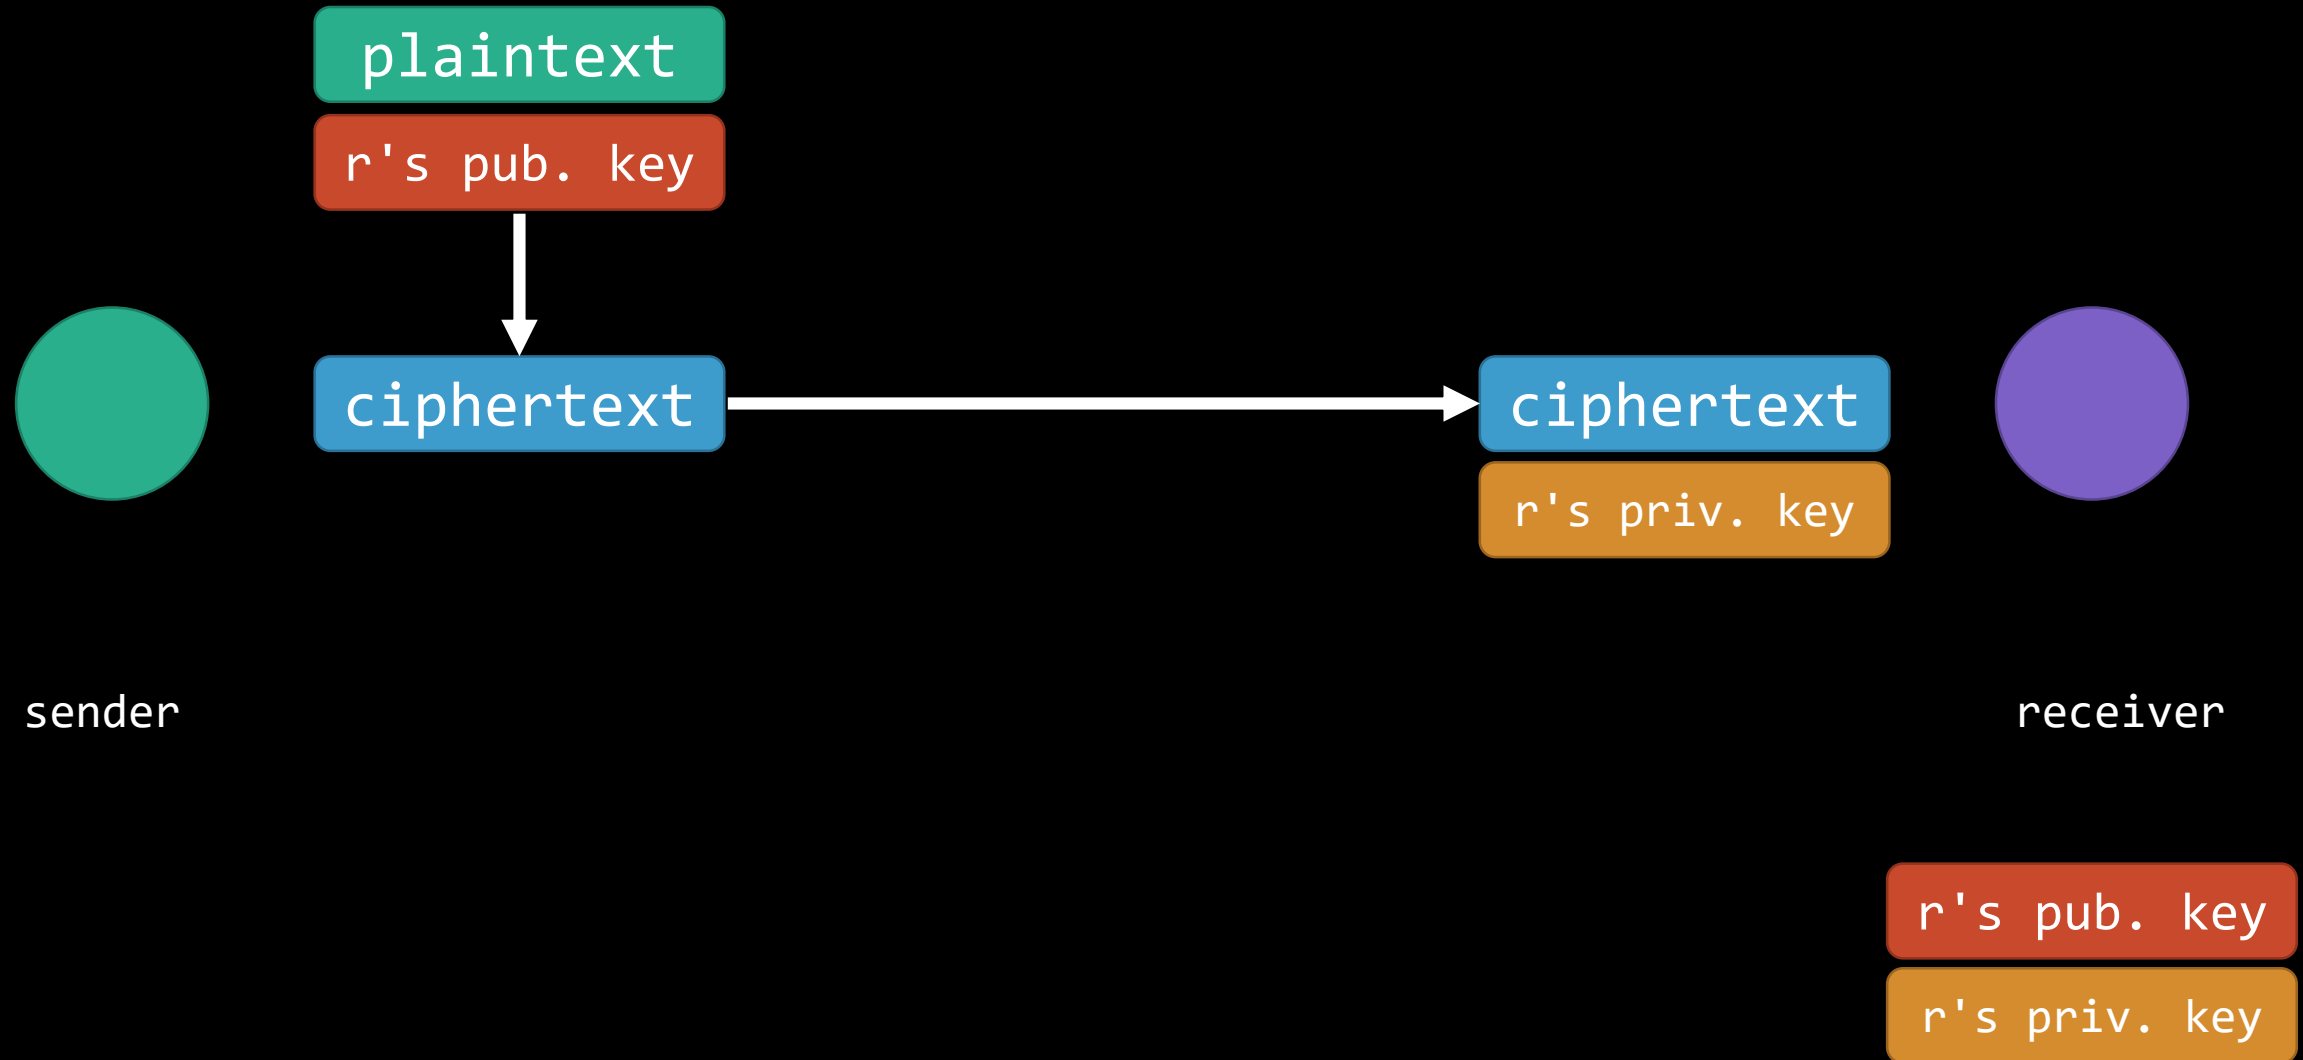 plaintext
r's pub. key
ciphertext
ciphertext
r's priv. key
sender
receiver
r's pub. key
r's priv. key